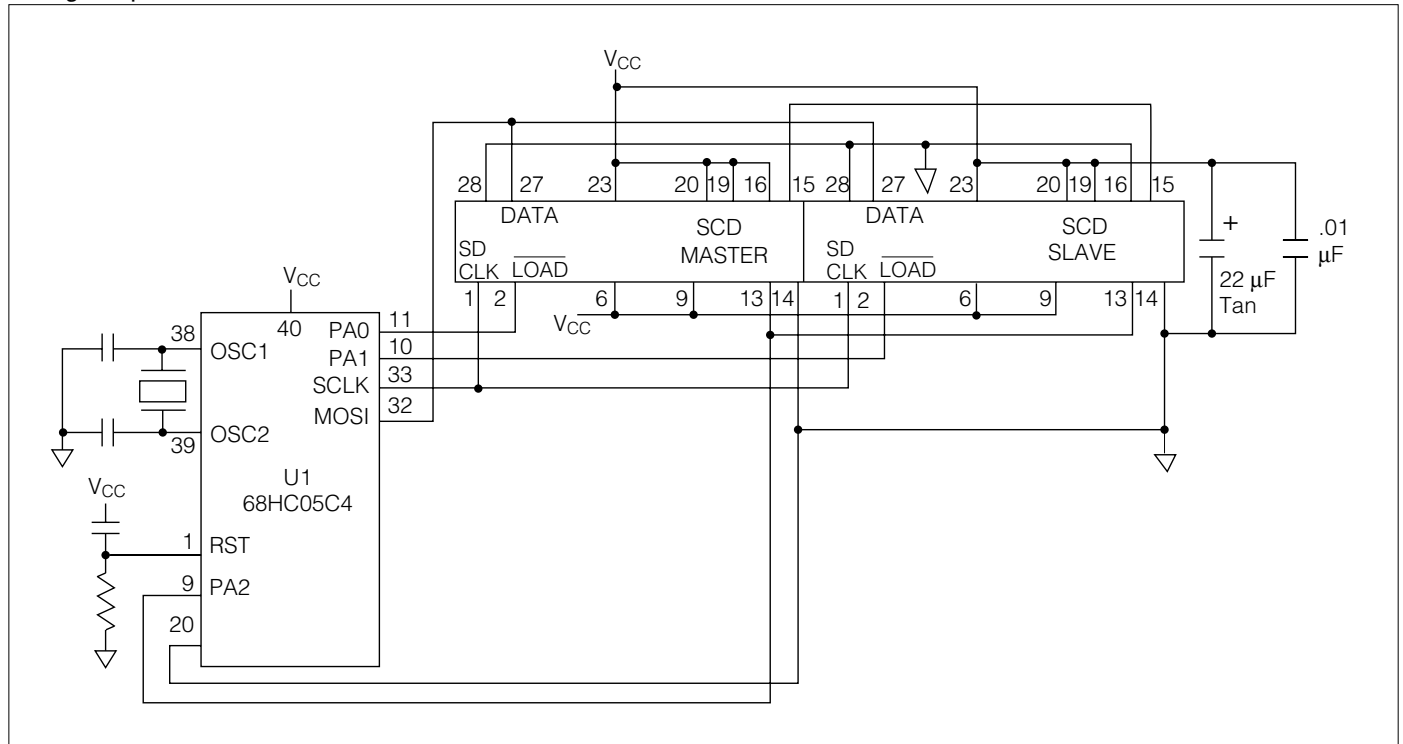 VCC
28 27 23 20 19 16 15 28 27 23 20 19 16 15
DATA
SCD
MASTER
SD
CLK
LOAD
DATA
SCD
SLAVE
SD
CLK
LOAD
+
22 µF
Tan
.01
µF
1 2 6 9 13 14 1 2 6 9 13 14
VCC
VCC
40
38
OSC1
39
OSC2
PA0 11
PA1 10
SCLK 33
MOSI 32
U1
68HC05C4
VCC
1 RST
9 PA2
20